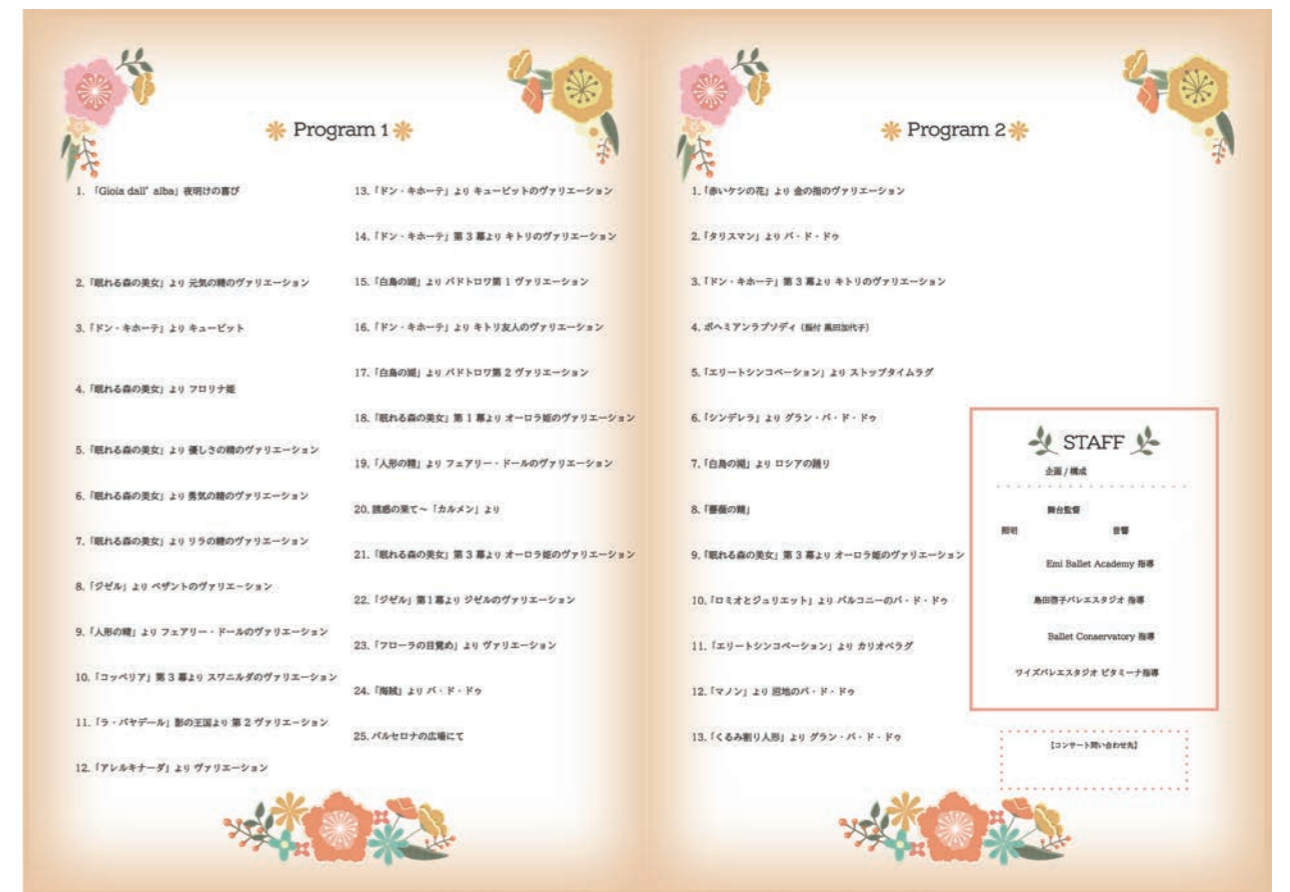 Program 1
1. 「Gioia dall’ alba」夜明けの喜び
2.「眠れる森の美女」より 元気の精のヴァリエーション
3.「ドン・キホーテ」より キューピット
4.「眠れる森の美女」より フロリナ姫
5.「眠れる森の美女」より 優しさの精のヴァリエーション
6.「眠れる森の美女」より 勇気の精のヴァリエーション
7.「眠れる森の美女」より リラの精のヴァリエーション
8.「ジゼル」より ペザントのヴァリエーション
9.「人形の精」より フェアリー・ドールのヴァリエーション
10.「コッペリア」第 3 幕より スワニルダのヴァリエーション
11.「ラ・バヤデール」影の王国より 第 2 ヴァリエーション
12.「アレルキナーダ」より ヴァリエーション
13.「ドン・キホーテ」より キューピットのヴァリエーション
14.「ドン・キホーテ」第 3 幕より キトリのヴァリエーション
15.「白鳥の湖」より パドトロワ第 1 ヴァリエーション
16.「ドン・キホーテ」より キトリ友人のヴァリエーション
17.「白鳥の湖」より パドトロワ第 2 ヴァリエーション
18.「眠れる森の美女」第 1 幕より オーロラ姫のヴァリエーション
19.「人形の精」より フェアリー・ドールのヴァリエーション
20. 誘惑の果て～「カルメン」より
21.「眠れる森の美女」第 3 幕より オーロラ姫のヴァリエーション
22.「ジゼル」第1幕より ジゼルのヴァリエーション
23.「フローラの目覚め」より ヴァリエーション
24.「海賊」より パ・ド・ドゥ
25. バルセロナの広場にて
Program 2
1.「赤いケシの花」より 金の指のヴァリエーション
2.「タリスマン」より パ・ド・ドゥ
3.「ドン・キホーテ」第 3 幕より キトリのヴァリエーション
4. ボヘミアンラプソディ (振付 黒田加代子)
5.「エリートシンコペーション」より ストップタイムラグ
6.「シンデレラ」より グラン・パ・ド・ドゥ
7.「白鳥の湖」より ロシアの踊り
8.「薔薇の精」
9.「眠れる森の美女」第 3 幕より オーロラ姫のヴァリエーション
10.「ロミオとジュリエット」より バルコニーのパ・ド・ドゥ
11.「エリートシンコペーション」より カリオペラグ
12.「マノン」より 沼地のパ・ド・ドゥ
13.「くるみ割り人形」より グラン・パ・ド・ドゥ
STAFF
企画 / 構成
舞台監督
照明 音響
Emi Ballet Academy 指導
島田啓子バレエスタジオ 指導
Ballet Conservatory 指導
ワイズバレエスタジオ ビタミーナ指導
【コンサート問い合わせ先】